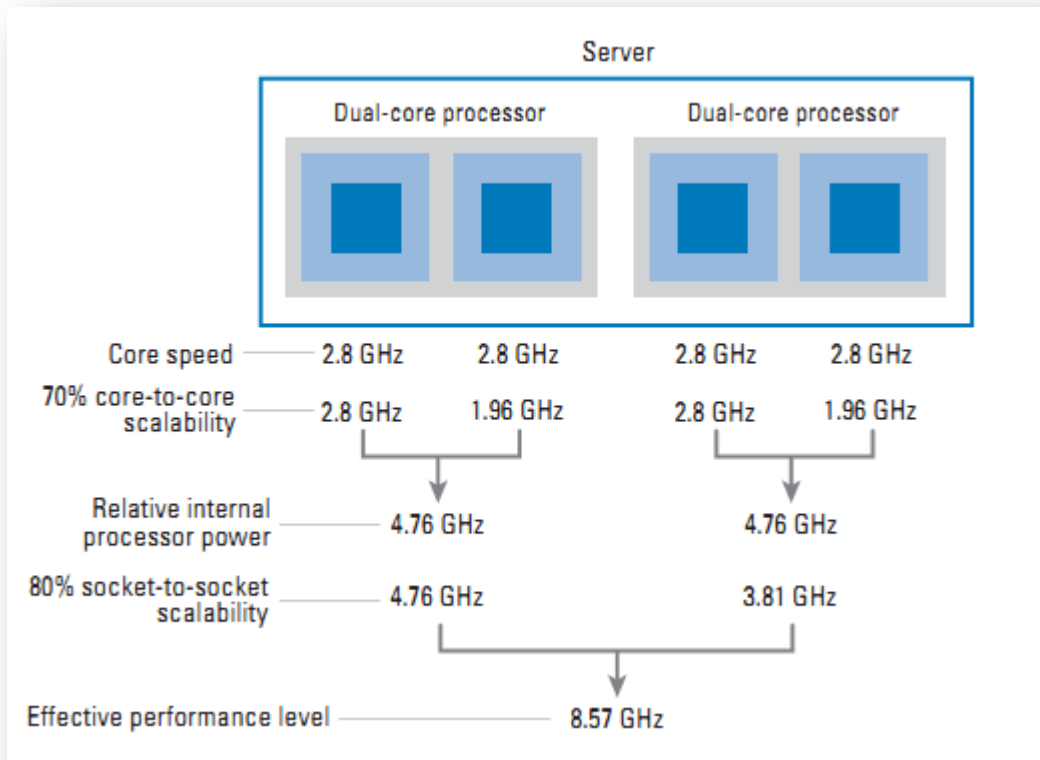 Server
Dual-core processor Dual-core processor
Core speed 2.8 GHz 2.8 GHz 2.8 GHz 2.8 GHz
70% core-to-core
scalability 2.8 GHz 1.96 GHz 2.8 GHz 1.96 GHz
Relative internal
processor power 4.76 GHz 4.76 GHz
80% socket-to-socket
scalability 4.76 GHz 3.81 GHz
Effective performance level 8.57 GHz